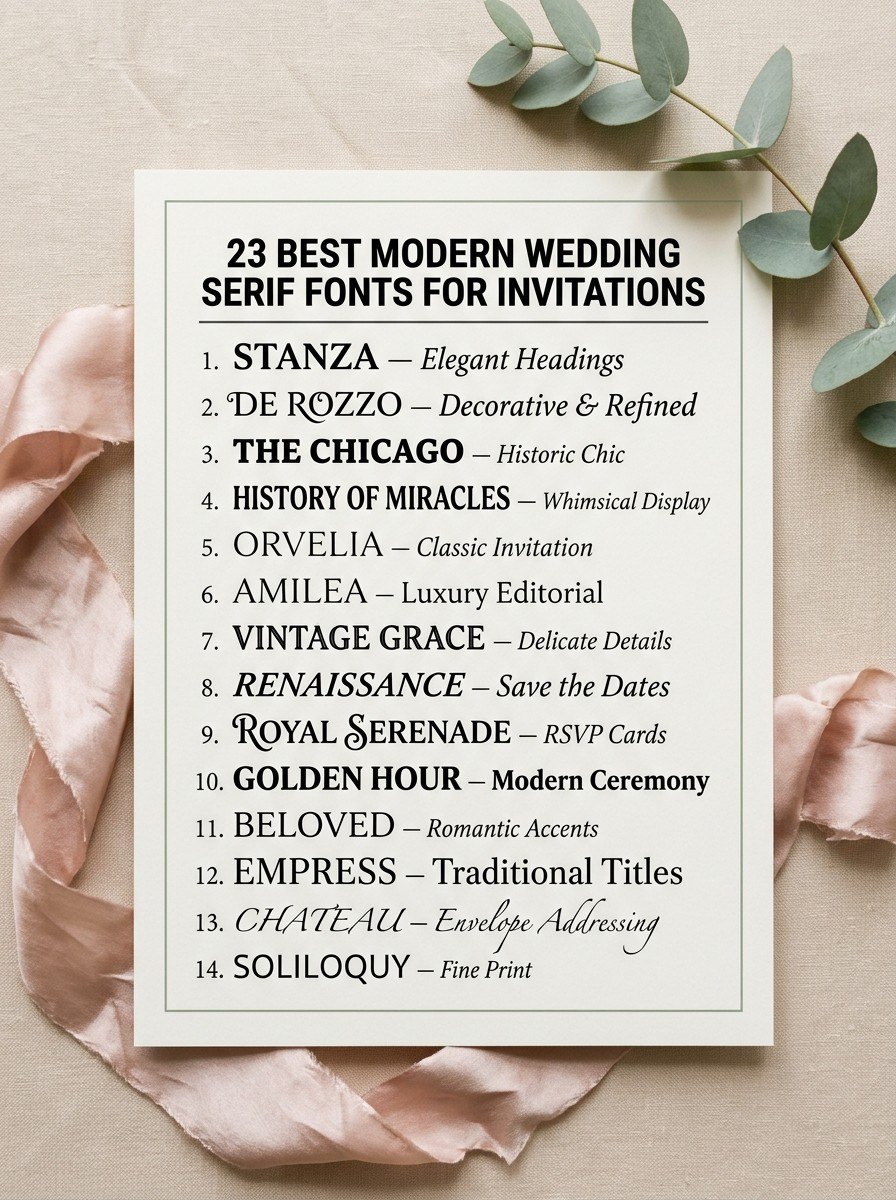 23 BEST MODERN WEDDING
SERIF FONTS FOR INVITATIONS
1. STANZA — Elegant Headings
2. DE ROZZO — Decorative & Refined
3. THE CHICAGO — Historic Chic
4. HISTORY OF MIRACLES — Whimsical Display
5. ORVELIA — Classic Invitation
6. AMILEA — Luxury Editorial
7. VINTAGE GRACE — Delicate Details
8. RENAISSANCE — Save the Dates
9. ROYAL SERENADE — RSVP Cards
10. GOLDEN HOUR — Modern Ceremony
11. BELOVED — Romantic Accents
12. EMPRESS — Traditional Titles
13. CHATEAU — Envelope Addressing
14. SOLILOQUY — Fine Print